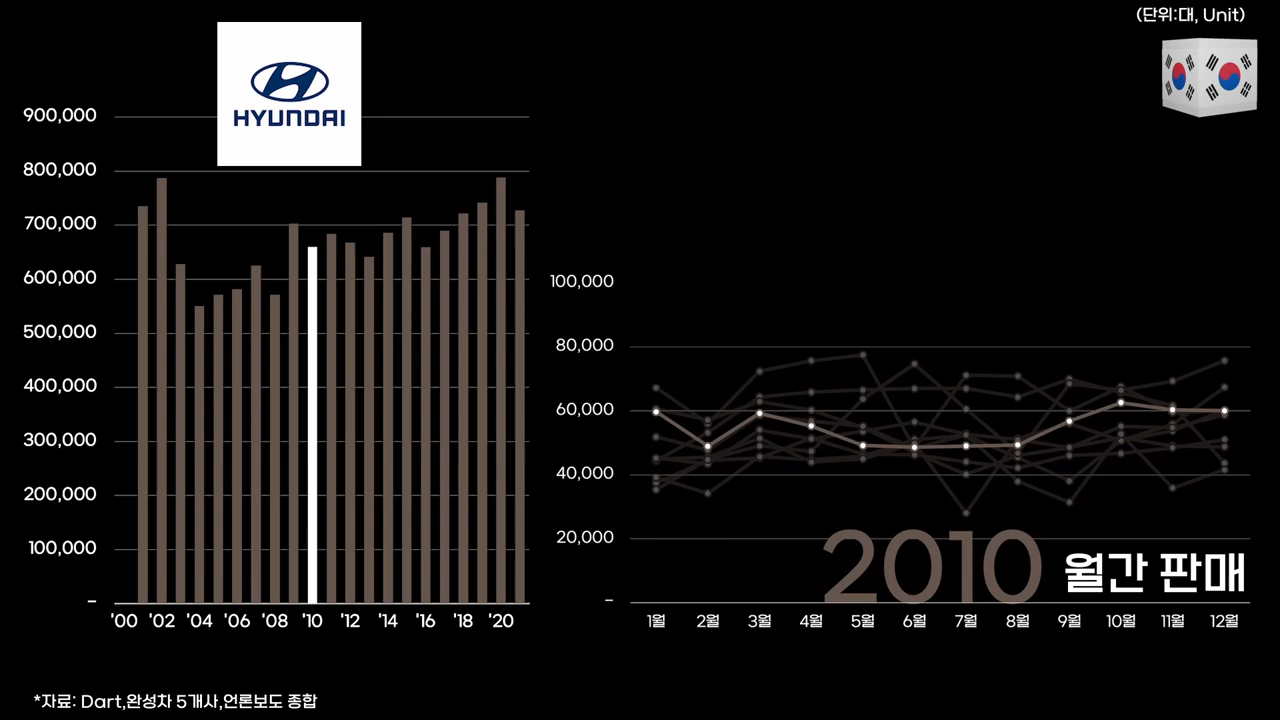 (단위:대, Unit)
HYUNDAI
900,000
800,000
700,000
600,000
500,000
400,000
300,000
200,000
100,000
–
'00 '02 '04 '06 '08 '10 '12 '14 '16 '18 '20
100,000
80,000
60,000
40,000
20,000
–
2010 월간 판매
1월 2월 3월 4월 5월 6월 7월 8월 9월 10월 11월 12월
*자료: Dart,완성차 5개사,언론보도 종합